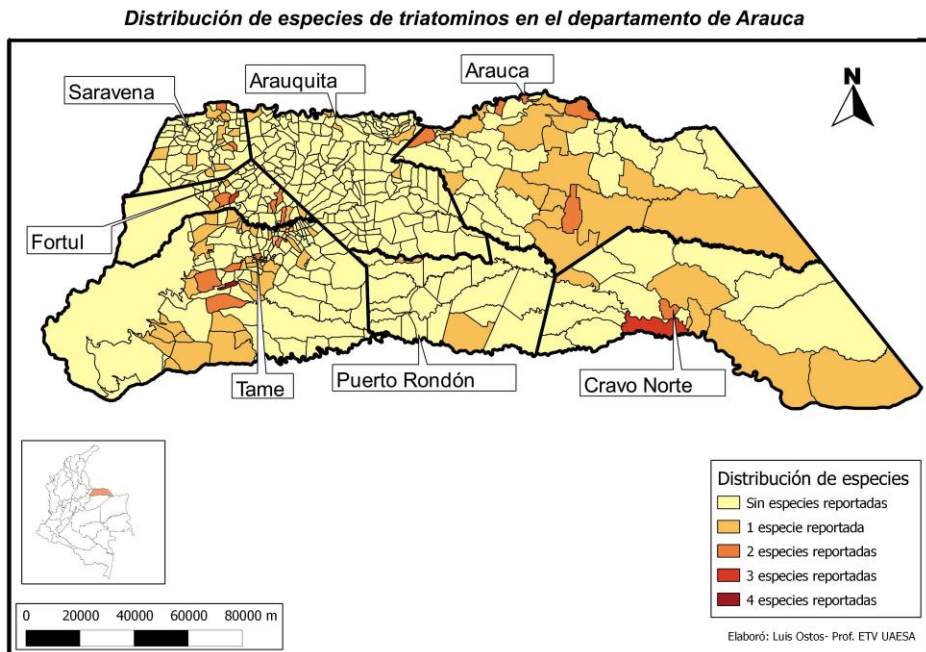 Distribución de especies de triatominos en el departamento de Arauca
Saravena
Arauquita
Arauca
N
Fortul
Tame
Puerto Rondón
Cravo Norte
Distribución de especies
Sin especies reportadas
1 especie reportada
2 especies reportadas
3 especies reportadas
4 especies reportadas
0 20000 40000 60000 80000 m
Elaboró: Luis Ostos- Prof. ETV UAESA